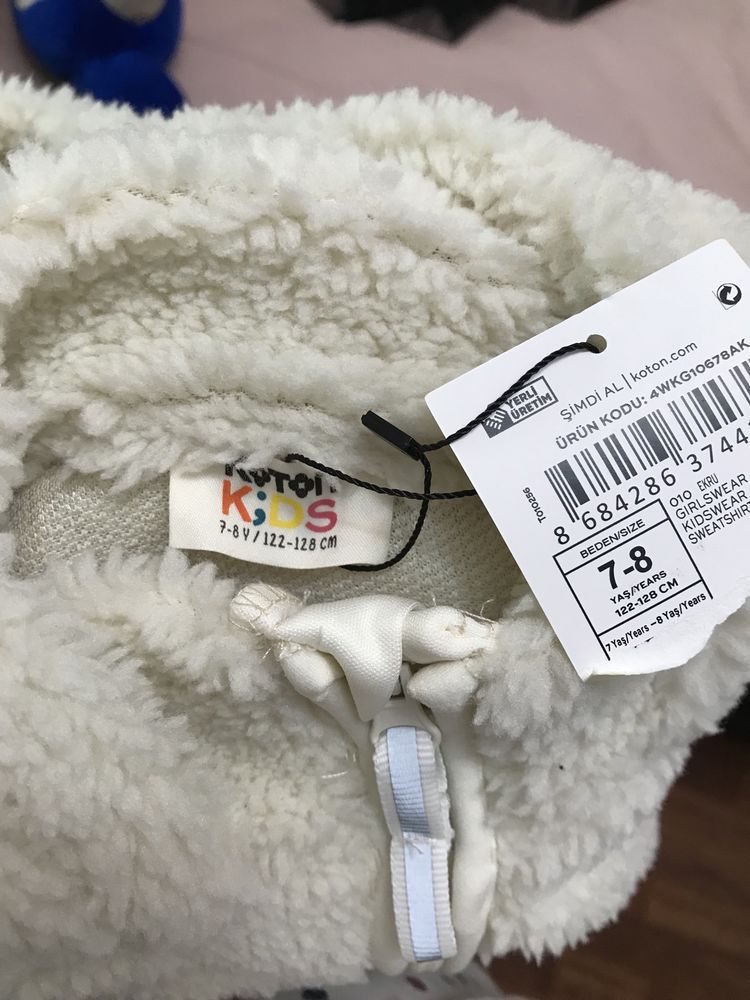 KOTON
KiDS
7-8 Y / 122-128 CM
YERLİ
ÜRETİM
ŞİMDİ AL | koton.com
ÜRÜN KODU: 4WKG10678AK
T010256
8 684286 3744
010 EKRU
GIRLSWEAR
KIDSWEAR
SWEATSHIRT
BEDEN/SIZE
7-8
YAŞ/YEARS
122-128 CM
7 Yaş/Years –8 Yaş/Years